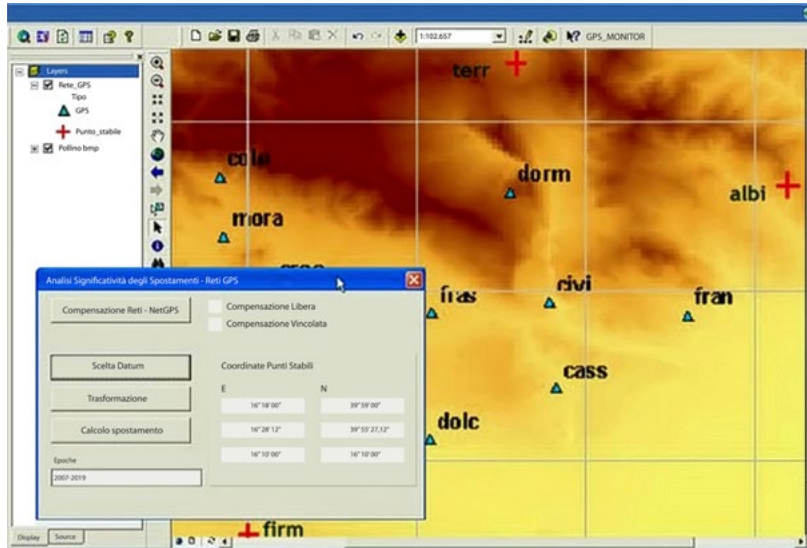 1:102.657
GPS_MONITOR
Layers
Rete_GPS
Tipo
GPS
Punto_stabile
Pollino bmp
terr
cole
dorm
albi
mora
fras
civi
fran
cass
dolc
firm
Analisi Significatività degli Spostamenti - Reti GPS
Compensazione Reti - NetGPS
Compensazione Libera
Compensazione Vincolata
Scelta Datum
Trasformazione
Calcolo spostamento
Epoche
2007-2019
Coordinate Punti Stabili
E N
16°18'00" 39°59'00"
16°28'12" 39°55'27,12"
16°10'00" 16°10'00"
Display Source